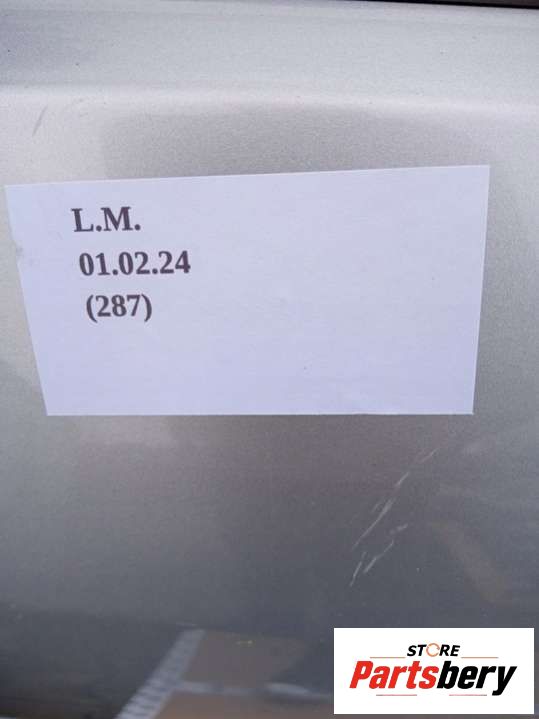 L.M.
01.02.24
(287)
STORE
Partsbery